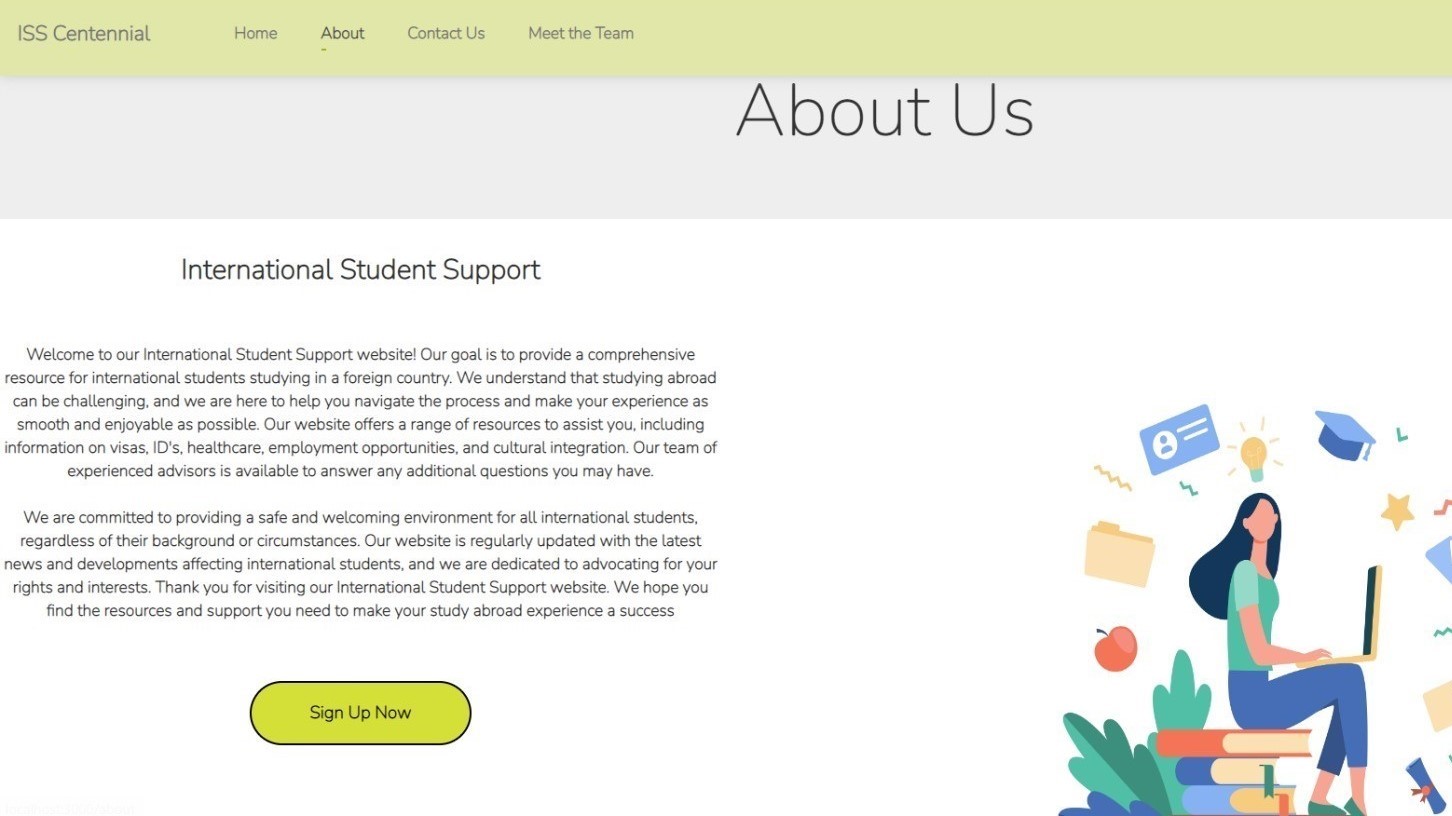 ISS Centennial Home About Contact Us Meet the Team
About Us
International Student Support
Welcome to our International Student Support website! Our goal is to provide a comprehensive
resource for international students studying in a foreign country. We understand that studying abroad
can be challenging, and we are here to help you navigate the process and make your experience as
smooth and enjoyable as possible. Our website offers a range of resources to assist you, including
information on visas, ID's, healthcare, employment opportunities, and cultural integration. Our team of
experienced advisors is available to answer any additional questions you may have.
We are committed to providing a safe and welcoming environment for all international students,
regardless of their background or circumstances. Our website is regularly updated with the latest
news and developments affecting international students, and we are dedicated to advocating for your
rights and interests. Thank you for visiting our International Student Support website. We hope you
find the resources and support you need to make your study abroad experience a success
Sign Up Now